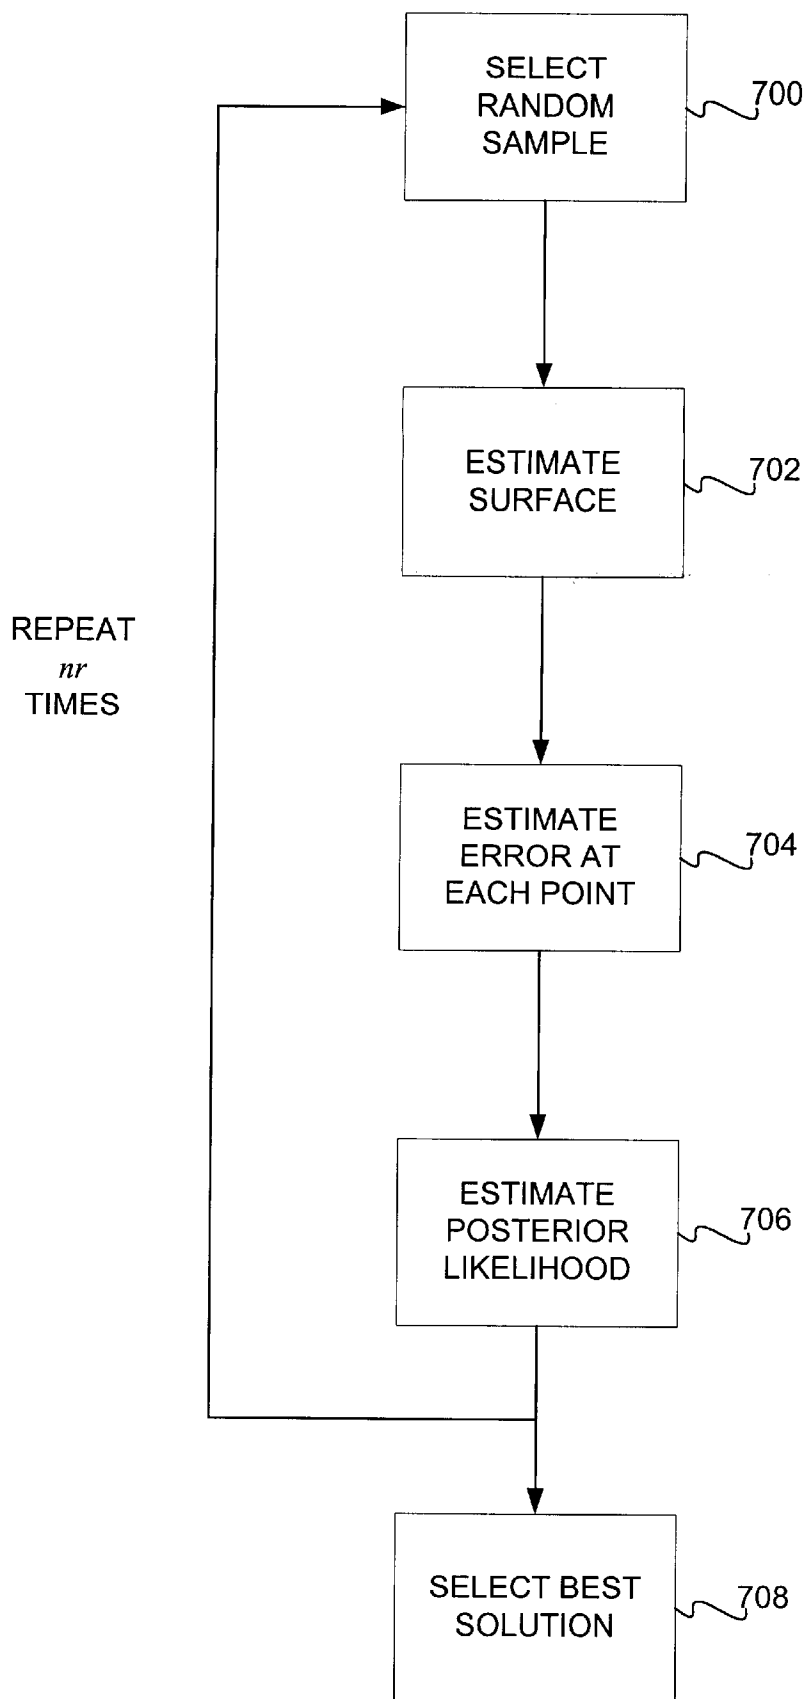 SELECT
RANDOM
SAMPLE
700
ESTIMATE
SURFACE
702
REPEAT
nr
TIMES
ESTIMATE
ERROR AT
EACH POINT
704
ESTIMATE
POSTERIOR
LIKELIHOOD
706
SELECT BEST
SOLUTION
708